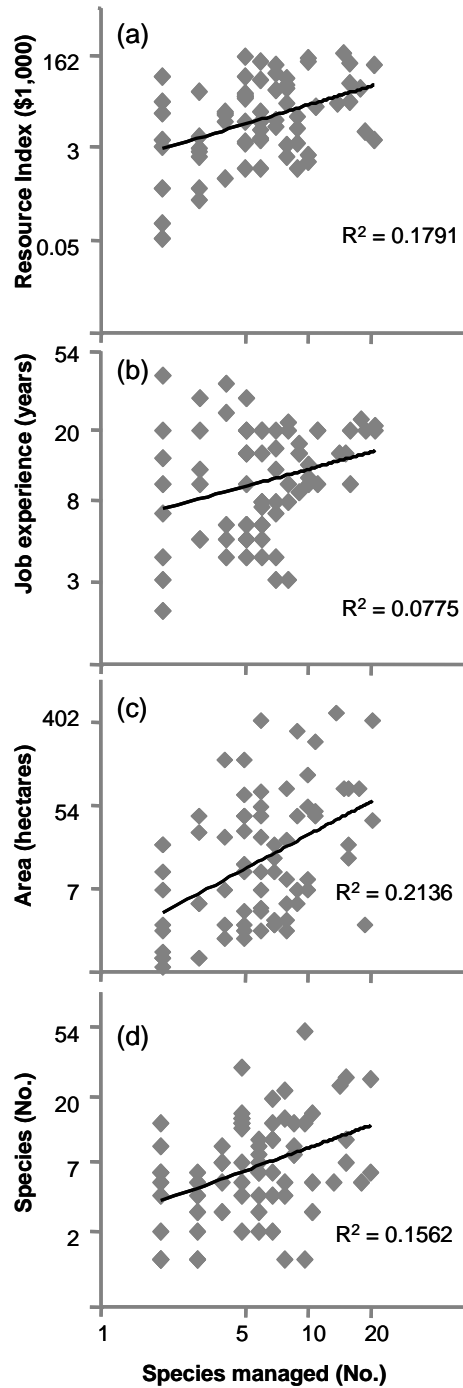 (a)
162
3
0.05
Resource Index ($1,000)
R² = 0.1791
54
(b)
20
8
3
Job experience (years)
R² = 0.0775
(c)
402
54
7
Area (hectares)
R² = 0.2136
54
(d)
20
7
2
Species (No.)
R² = 0.1562
1 5 10 20
Species managed (No.)